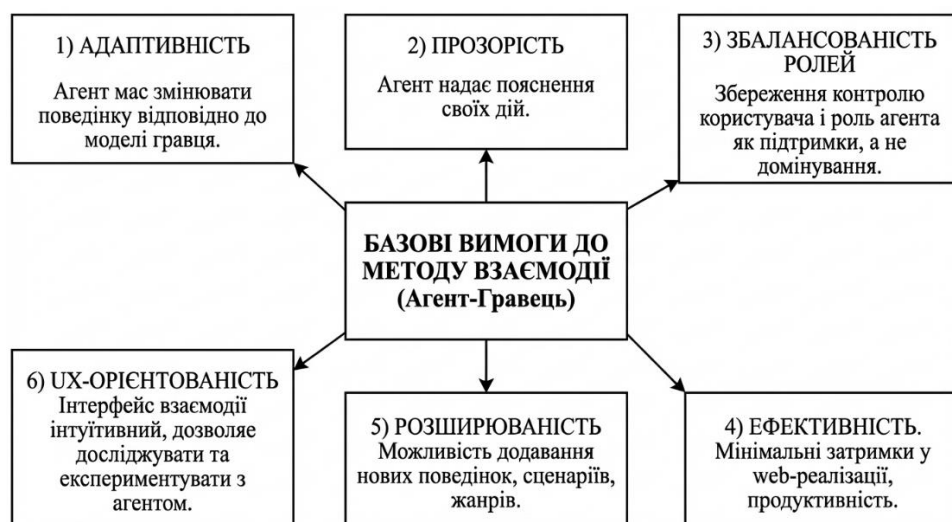 1) АДАПТИВНІСТЬ
Агент мас змінювати
поведінку відповідно до
моделі гравця.
2) ПРОЗОРІСТЬ
Агент надає пояснення
своїх дій.
3) ЗБАЛАНСОВАНІСТЬ
РОЛЕЙ
Збереження контролю
користувача і роль агента
як підтримки, а не
домінування.
БАЗОВІ ВИМОГИ ДО
МЕТОДУ ВЗАЄМОДІЇ
(Агент-Гравець)
6) UX-ОРІЄНТОВАНІСТЬ
Інтерфейс взаємодії
інтуїтивний, дозволяє
досліджувати та
експериментувати з
агентом.
5) РОЗШИРЮВАНІСТЬ
Можливість додавання
нових поведінок, сценаріїв,
жанрів.
4) ЕФЕКТИВНІСТЬ.
Мінімальні затримки у
web-реалізації,
продуктивність.